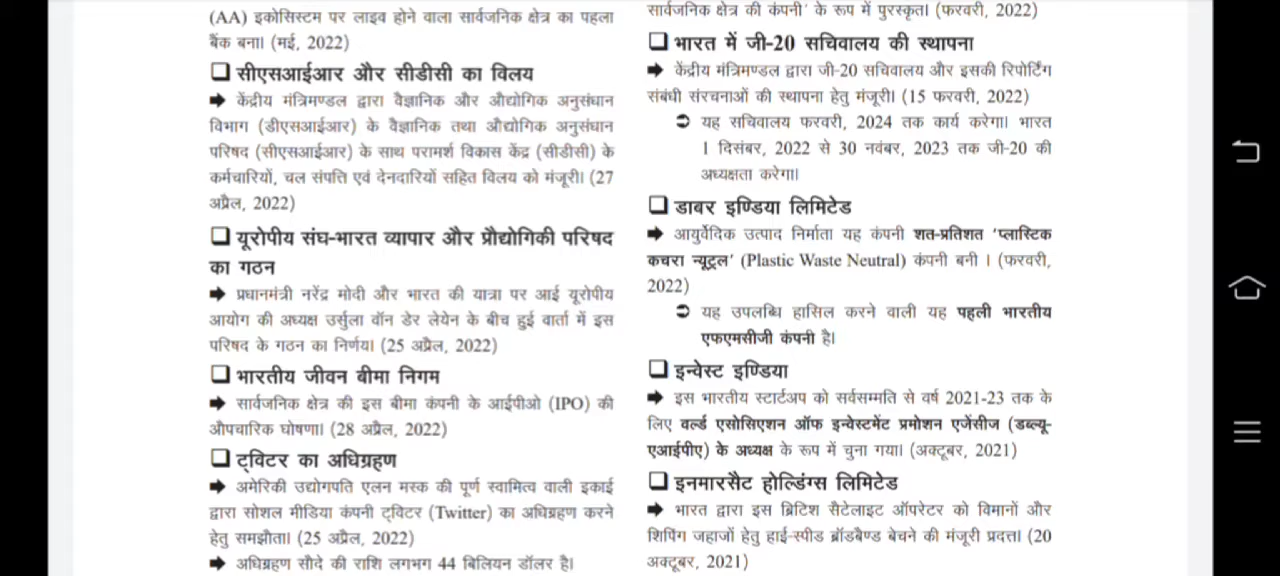 (AA) इकोसिस्टम पर लाइव होने वाला सार्वजनिक क्षेत्र का पहला
बैंक बना। (मई, 2022)
❑ सीएसआईआर और सीडीसी का विलय
➡ केंद्रीय मंत्रिमण्डल द्वारा वैज्ञानिक और औद्योगिक अनुसंधान
विभाग (डीएसआईआर) के वैज्ञानिक तथा औद्योगिक अनुसंधान
परिषद (सीएसआईआर) के साथ परामर्श विकास केंद्र (सीडीसी) के
कर्मचारियों, चल संपत्ति एवं देनदारियों सहित विलय को मंजूरी। (27
अप्रैल, 2022)
❑ यूरोपीय संघ-भारत व्यापार और प्रौद्योगिकी परिषद
का गठन
➡ प्रधानमंत्री नरेंद्र मोदी और भारत की यात्रा पर आई यूरोपीय
आयोग की अध्यक्ष उर्सुला वॉन डेर लेयेन के बीच हुई वार्ता में इस
परिषद के गठन का निर्णय। (25 अप्रैल, 2022)
❑ भारतीय जीवन बीमा निगम
➡ सार्वजनिक क्षेत्र की इस बीमा कंपनी के आईपीओ (IPO) की
औपचारिक घोषणा। (28 अप्रैल, 2022)
❑ ट्विटर का अधिग्रहण
➡ अमेरिकी उद्योगपति एलन मस्क की पूर्ण स्वामित्व वाली इकाई
द्वारा सोशल मीडिया कंपनी ट्विटर (Twitter) का अधिग्रहण करने
हेतु समझौता। (25 अप्रैल, 2022)
➡ अधिग्रहण सौदे की राशि लगभग 44 बिलियन डॉलर है।
सार्वजनिक क्षेत्र की कंपनी' के रूप में पुरस्कृत। (फरवरी, 2022)
❑ भारत में जी-20 सचिवालय की स्थापना
➡ केंद्रीय मंत्रिमण्डल द्वारा जी-20 सचिवालय और इसकी रिपोर्टिंग
संबंधी संरचनाओं की स्थापना हेतु मंजूरी। (15 फरवरी, 2022)
➲ यह सचिवालय फरवरी, 2024 तक कार्य करेगा। भारत
1 दिसंबर, 2022 से 30 नवंबर, 2023 तक जी-20 की
अध्यक्षता करेगा।
❑ डाबर इण्डिया लिमिटेड
➡ आयुर्वेदिक उत्पाद निर्माता यह कंपनी शत-प्रतिशत 'प्लास्टिक
कचरा न्यूट्रल' (Plastic Waste Neutral) कंपनी बनी । (फरवरी,
2022)
➲ यह उपलब्धि हासिल करने वाली यह पहली भारतीय
एफएमसीजी कंपनी है।
❑ इन्वेस्ट इण्डिया
➡ इस भारतीय स्टार्टअप को सर्वसम्मति से वर्ष 2021-23 तक के
लिए वर्ल्ड एसोसिएशन ऑफ इन्वेस्टमेंट प्रमोशन एजेंसीज (डब्ल्यू-
एआईपीए) के अध्यक्ष के रूप में चुना गया। (अक्टूबर, 2021)
❑ इनमारसैट होल्डिंग्स लिमिटेड
➡ भारत द्वारा इस ब्रिटिश सैटेलाइट ऑपरेटर को विमानों और
शिपिंग जहाजों हेतु हाई-स्पीड ब्रॉडबैण्ड बेचने की मंजूरी प्रदत्त। (20
अक्टूबर, 2021)